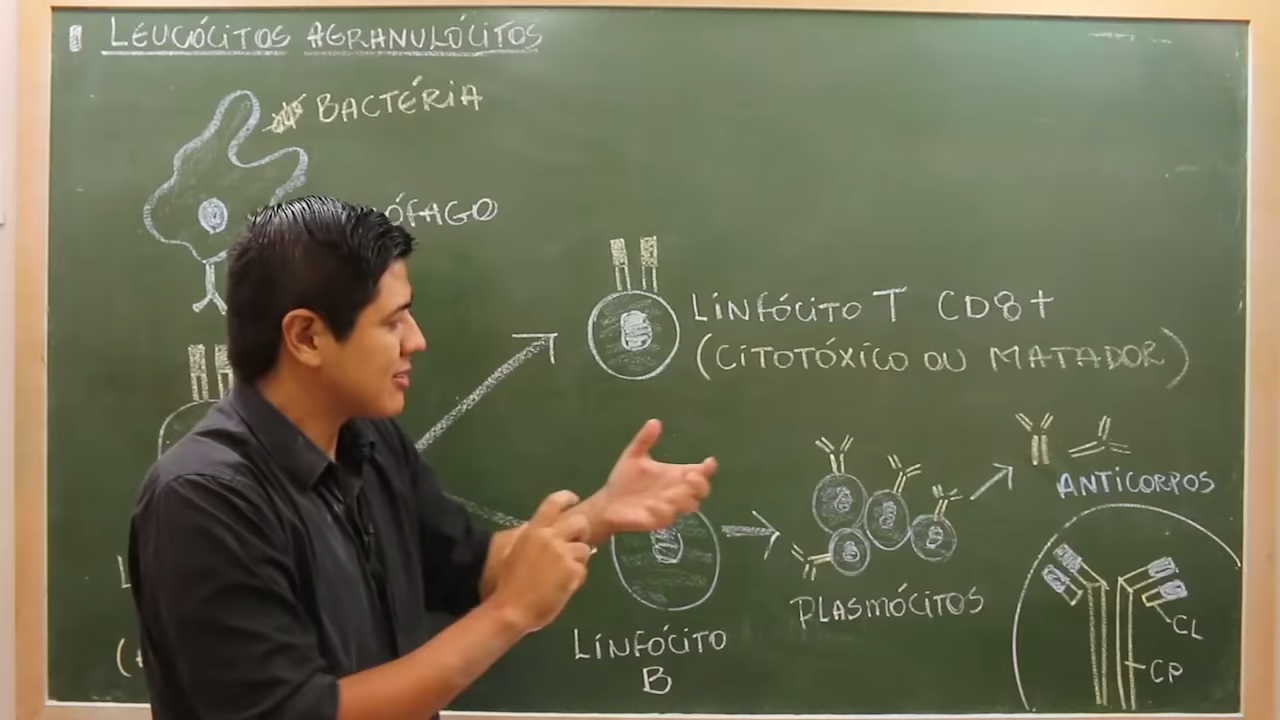 LEUCÓCITOS AGRANULÓCITOS
BACTÉRIA
ÓFAGO
LINFÓCITO T CD8+
(CITOTÓXICO OU MATADOR)
ANTICORPOS
PLASMÓCITOS
LINFÓCITO
B
CL
CP